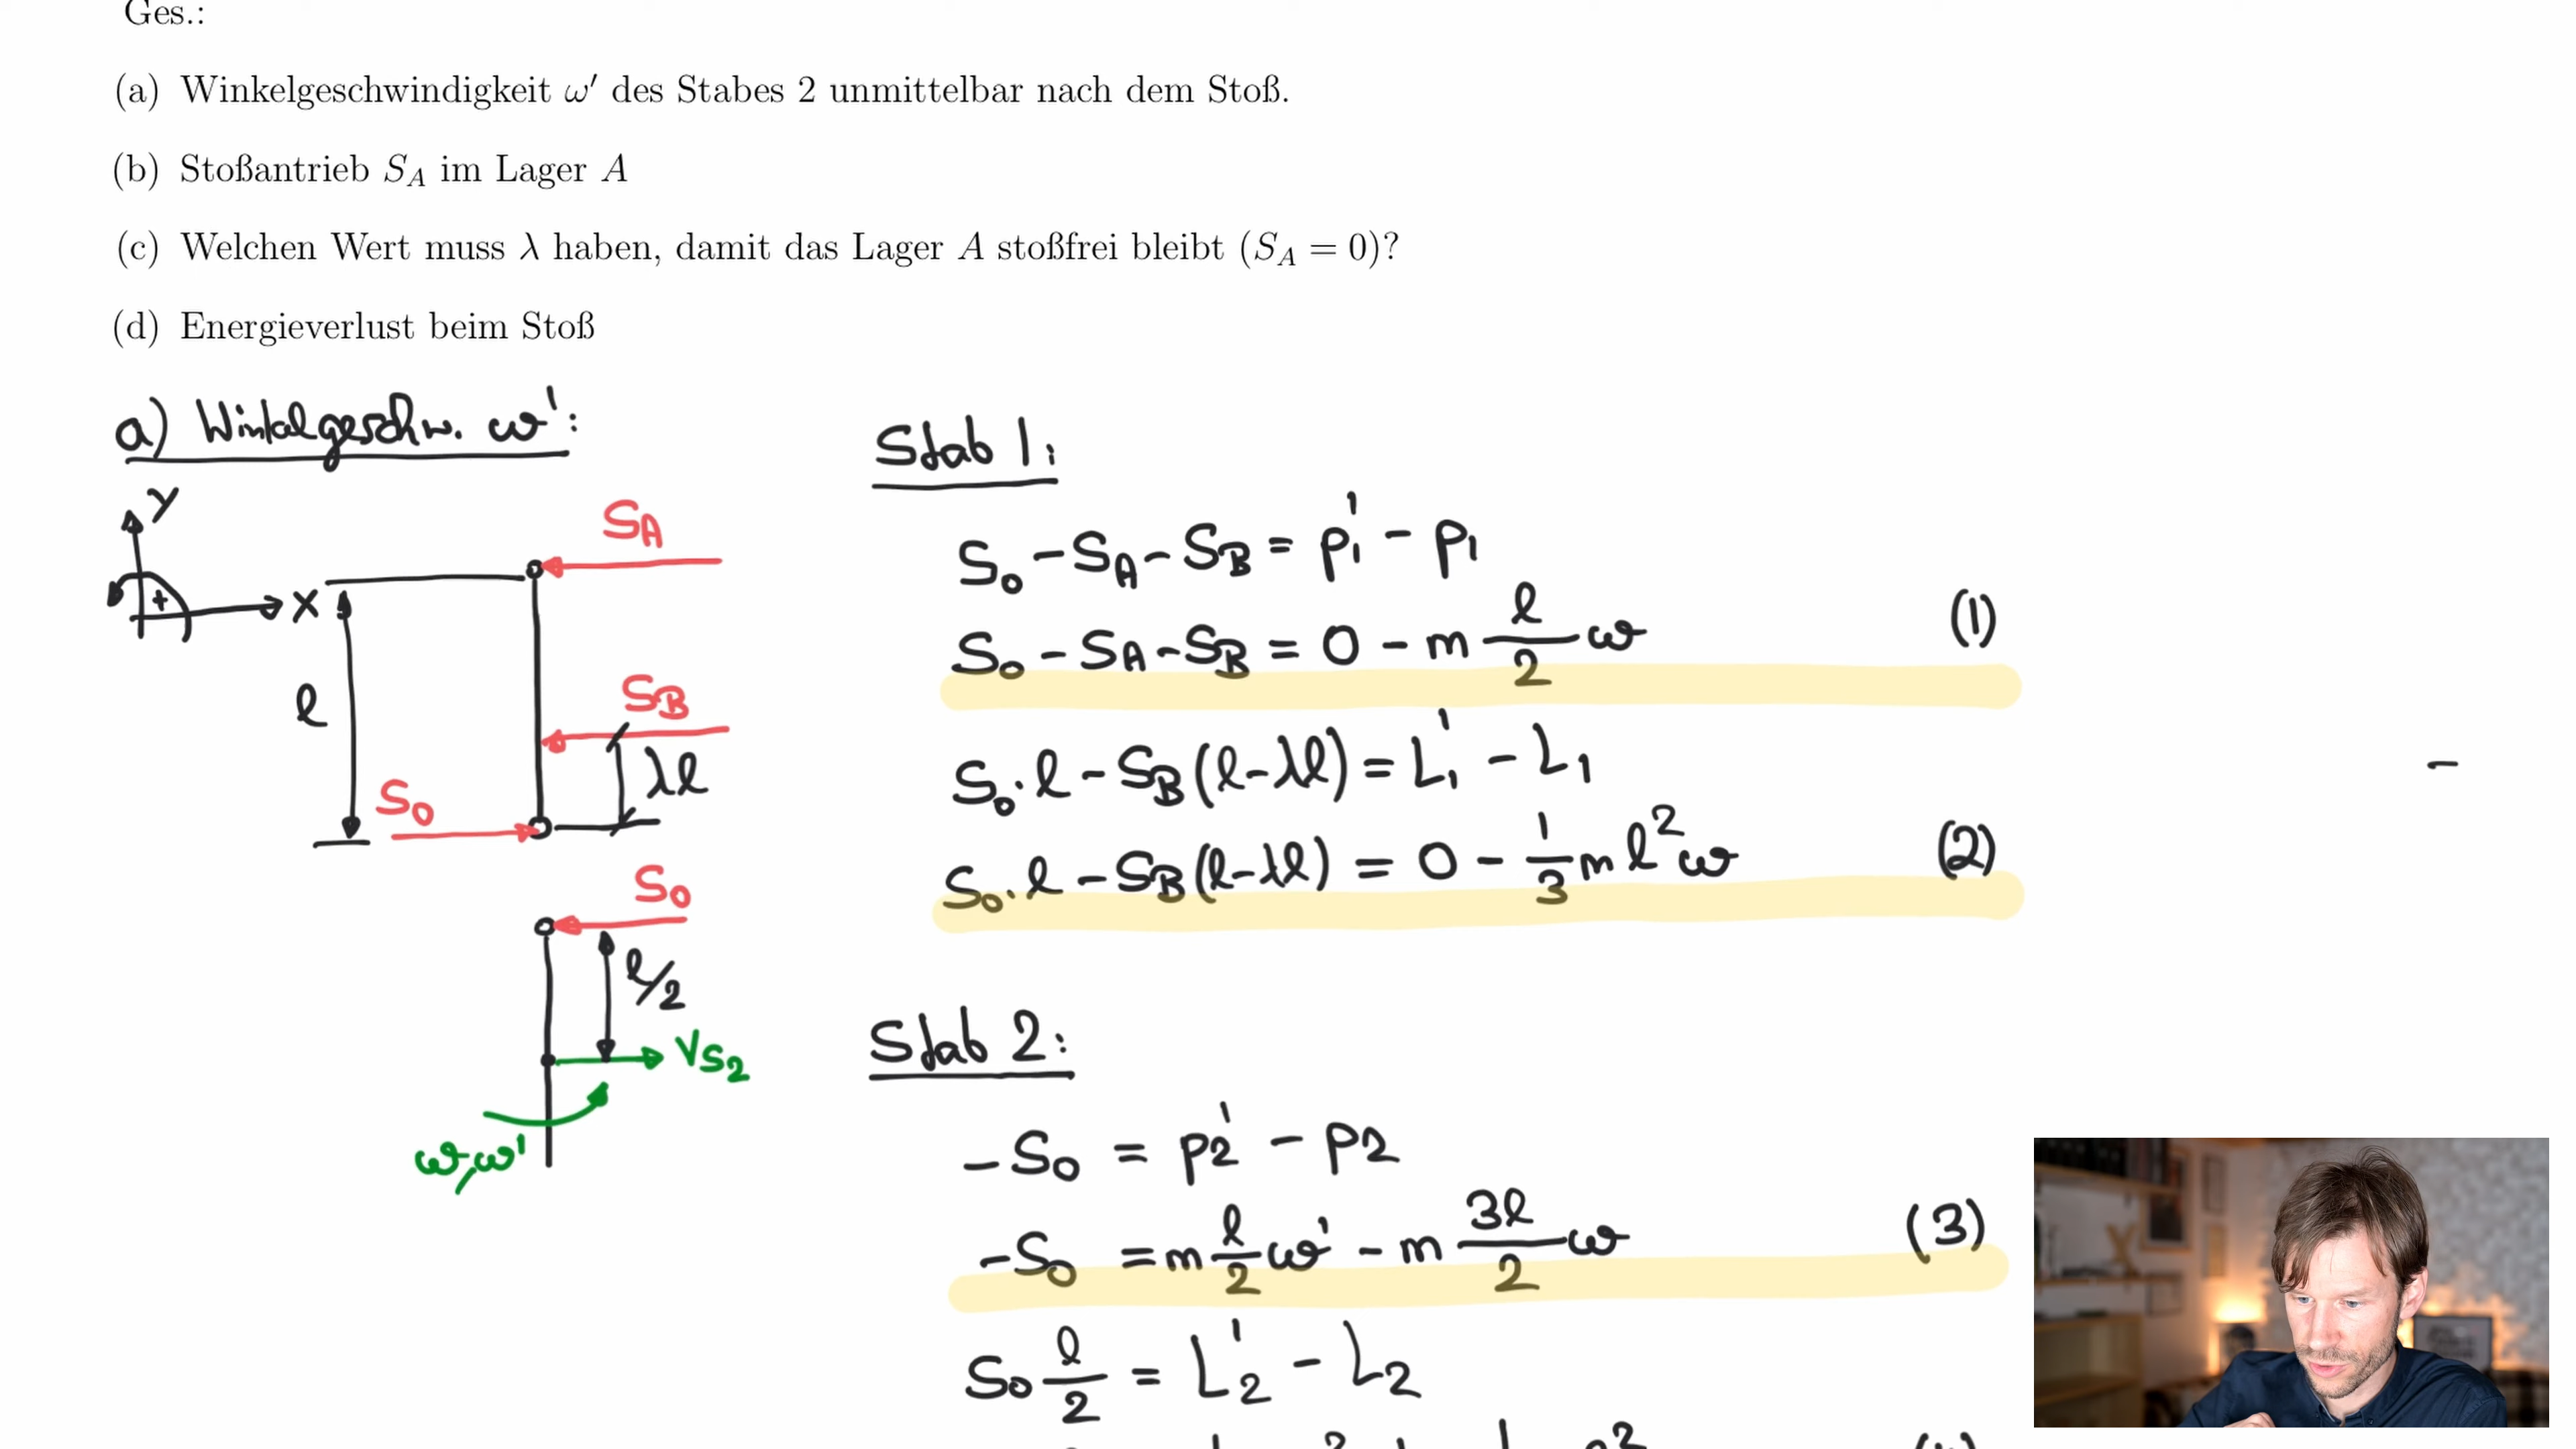 Ges.:
(a) Winkelgeschwindigkeit ω′ des Stabes 2 unmittelbar nach dem Stoß.
(b) Stoßantrieb S_A im Lager A
(c) Welchen Wert muss λ haben, damit das Lager A stoßfrei bleibt (S_A = 0)?
(d) Energieverlust beim Stoß
a) Winkelgeschw. ω':
y
x
l
S_A
S_B
λl
S_0
S_0
l/2
v_S2
ω,ω'
Stab 1:
S_0 - S_A - S_B = p_1' - p_1
S_0 - S_A - S_B = 0 - m l/2 ω (1)
S_0 · l - S_B (l-λl) = L_1' - L_1
S_0 · l - S_B (l-λl) = 0 - 1/3 m l² ω (2)
-
Stab 2:
-S_0 = p_2' - p_2
-S_0 = m l/2 ω' - m 3l/2 ω (3)
S_0 l/2 = L_2' - L_2